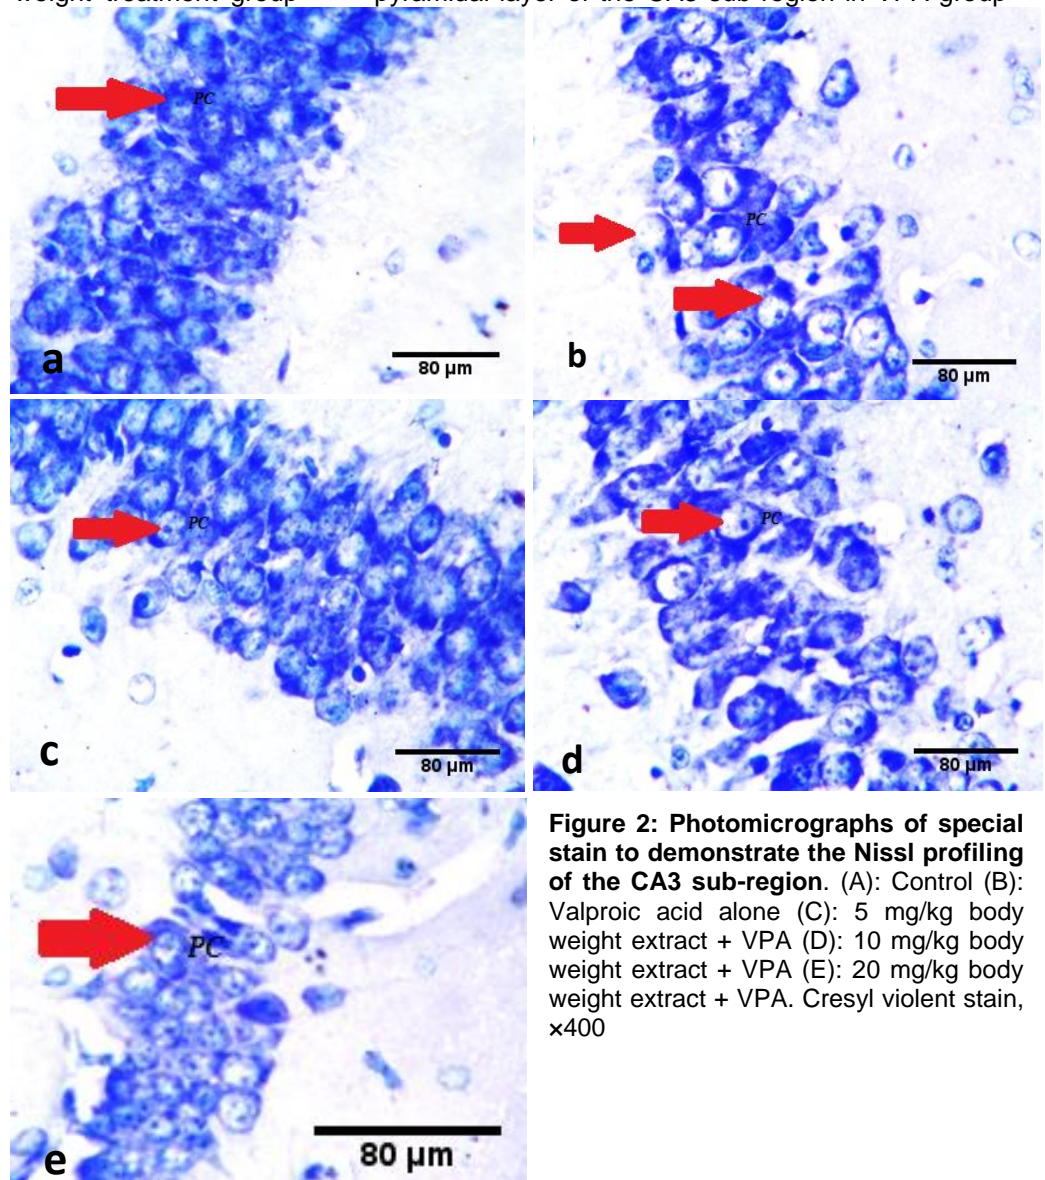 PC
a
80 µm
PC
b
80 µm
PC
c
80 µm
PC
d
80 µm
PC
e
80 µm
Figure 2: Photomicrographs of special
stain to demonstrate the Nissl profiling
of the CA3 sub-region. (A): Control (B):
Valproic acid alone (C): 5 mg/kg body
weight extract + VPA (D): 10 mg/kg body
weight extract + VPA (E): 20 mg/kg body
weight extract + VPA. Cresyl violent stain,
×400